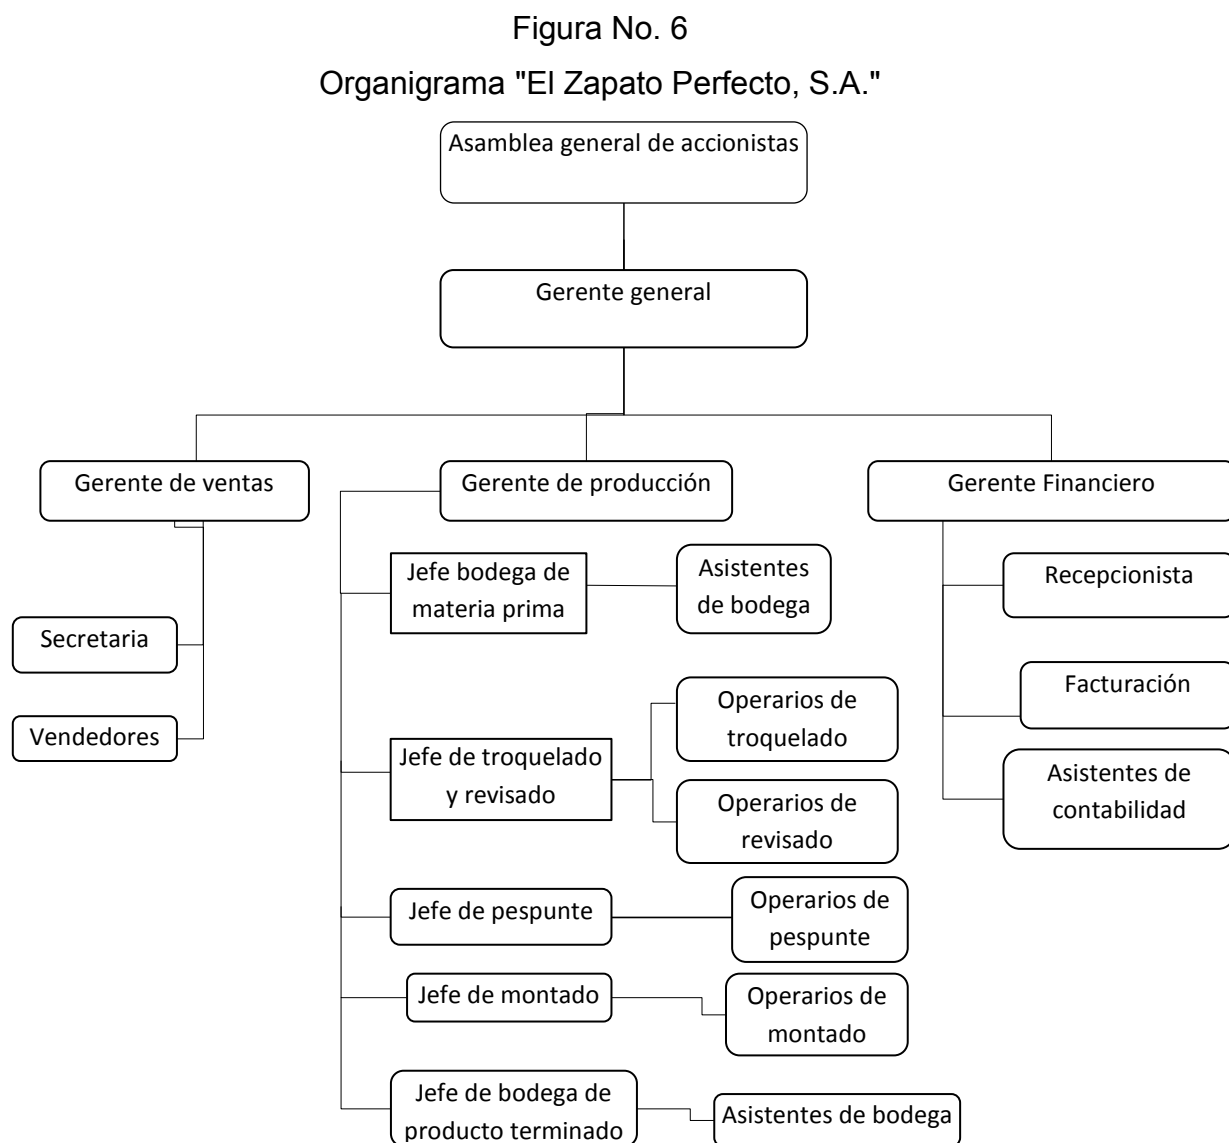 Figura No. 6
Organigrama "El Zapato Perfecto, S.A."
Asamblea general de accionistas
Gerente general
Gerente de ventas
Secretaria
Vendedores
Gerente de producción
Jefe bodega de
materia prima
Asistentes
de bodega
Jefe de troquelado
y revisado
Operarios de
troquelado
Operarios de
revisado
Jefe de pespunte
Operarios de
pespunte
Jefe de montado
Operarios de
montado
Jefe de bodega de
producto terminado
Asistentes de bodega
Gerente Financiero
Recepcionista
Facturación
Asistentes de
contabilidad